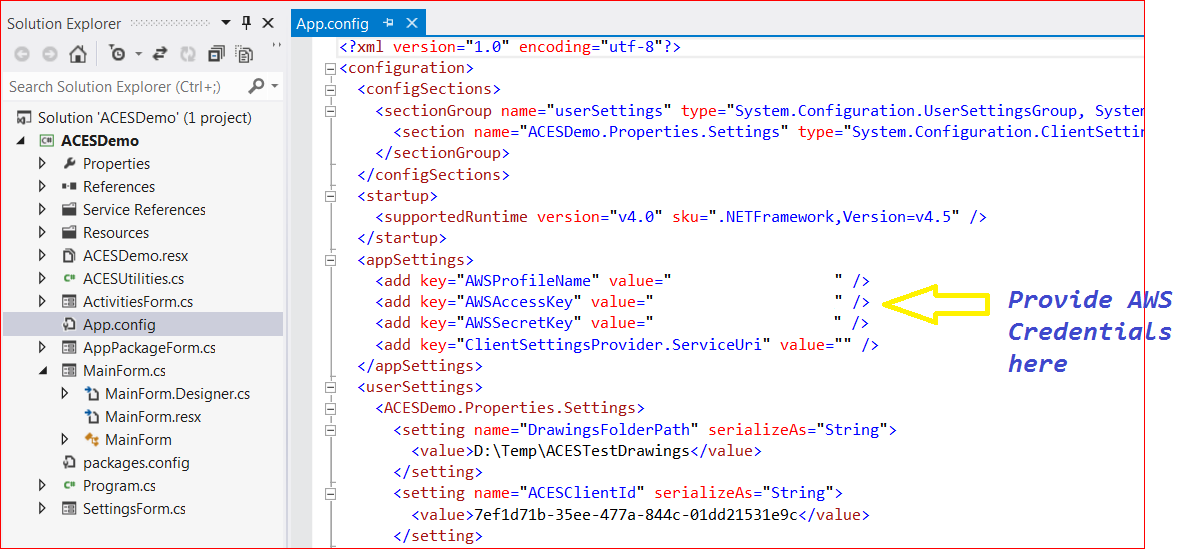 Solution Explorer
Search Solution Explorer (Ctrl+;)
Solution 'ACESDemo' (1 project)
ACESDemo
Properties
References
Service References
Resources
ACESDemo.resx
ACESUtilities.cs
ActivitiesForm.cs
App.config
AppPackageForm.cs
MainForm.cs
MainForm.Designer.cs
MainForm.resx
MainForm
packages.config
Program.cs
SettingsForm.cs
App.config
<?xml version="1.0" encoding="utf-8"?>
<configuration>
<configSections>
<sectionGroup name="userSettings" type="System.Configuration.UserSettingsGroup, System
<section name="ACESDemo.Properties.Settings" type="System.Configuration.ClientSettin
</sectionGroup>
</configSections>
<startup>
<supportedRuntime version="v4.0" sku=".NETFramework,Version=v4.5" />
</startup>
<appSettings>
<add key="AWSProfileName" value=" " />
<add key="AWSAccessKey" value=" " />
<add key="AWSSecretKey" value=" " />
<add key="ClientSettingsProvider.ServiceUri" value="" />
</appSettings>
<userSettings>
<ACESDemo.Properties.Settings>
<setting name="DrawingsFolderPath" serializeAs="String">
<value>D:\Temp\ACESTestDrawings</value>
</setting>
<setting name="ACESClientId" serializeAs="String">
<value>7ef1d71b-35ee-477a-844c-01dd21531e9c</value>
</setting>
Provide AWS
Credentials
here